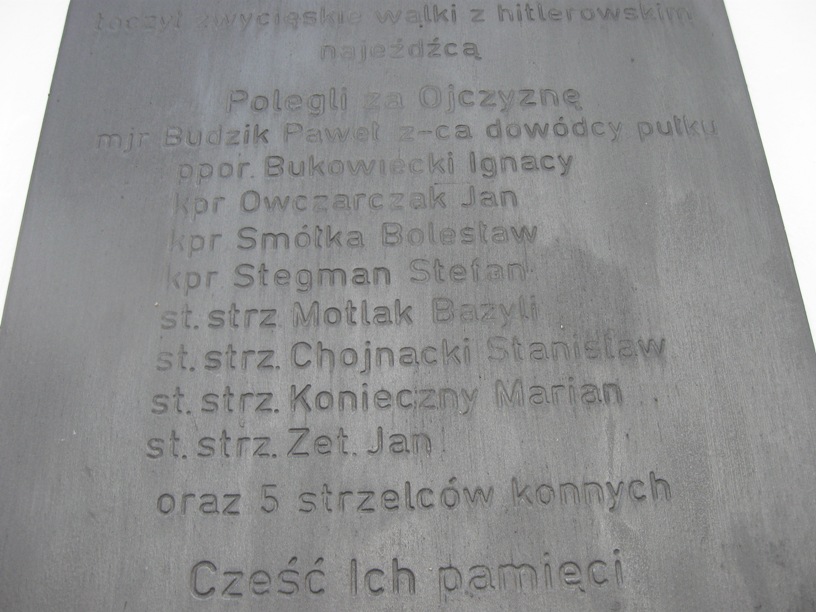 toczył zwycięskie walki z hitlerowskim
najeźdźcą
Polegli za Ojczyznę
mjr Budzik Paweł z-ca dowódcy pułku
ppor. Bukowiecki Ignacy
kpr Owczarczak Jan
kpr Smółka Bolesław
kpr Stegman Stefan
st. strz. Motlak Bazyli
st. strz. Chojnacki Stanisław
st. strz. Konieczny Marian
st. strz. Zet. Jan
oraz 5 strzelców konnych
Cześć Ich pamięci